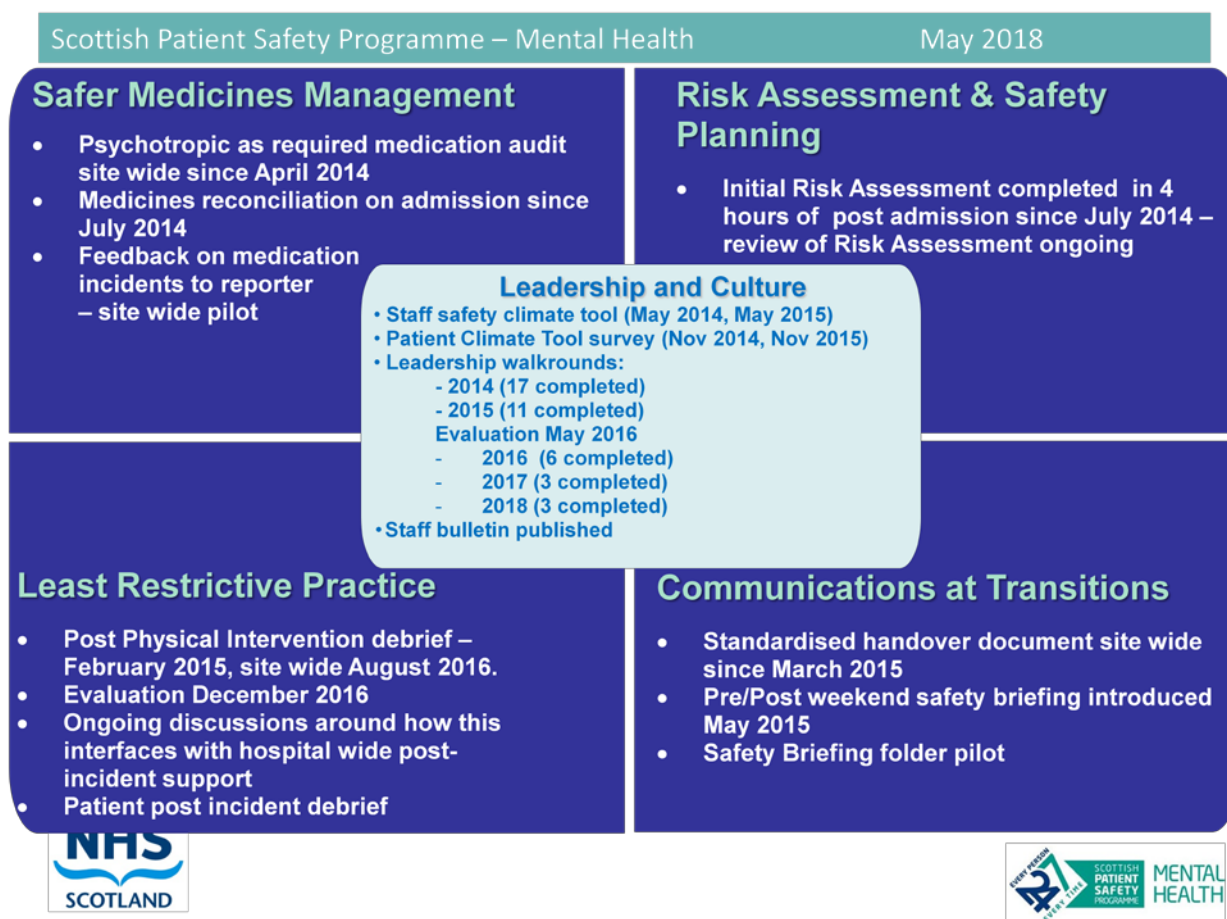 Scottish Patient Safety Programme – Mental Health May 2018
Safer Medicines Management
• Psychotropic as required medication audit
site wide since April 2014
• Medicines reconciliation on admission since
July 2014
• Feedback on medication
incidents to reporter
– site wide pilot
Risk Assessment & Safety
Planning
• Initial Risk Assessment completed in 4
hours of post admission since July 2014 –
review of Risk Assessment ongoing
Leadership and Culture
• Staff safety climate tool (May 2014, May 2015)
• Patient Climate Tool survey (Nov 2014, Nov 2015)
• Leadership walkrounds:
- 2014 (17 completed)
- 2015 (11 completed)
Evaluation May 2016
- 2016 (6 completed)
- 2017 (3 completed)
- 2018 (3 completed)
• Staff bulletin published
Least Restrictive Practice
• Post Physical Intervention debrief –
February 2015, site wide August 2016.
• Evaluation December 2016
• Ongoing discussions around how this
interfaces with hospital wide post-
incident support
• Patient post incident debrief
Communications at Transitions
• Standardised handover document site wide
since March 2015
• Pre/Post weekend safety briefing introduced
May 2015
• Safety Briefing folder pilot
NHS
SCOTLAND
EVERY PERSON
24
EVERY TIME
SCOTTISH
PATIENT
SAFETY
PROGRAMME
MENTAL
HEALTH